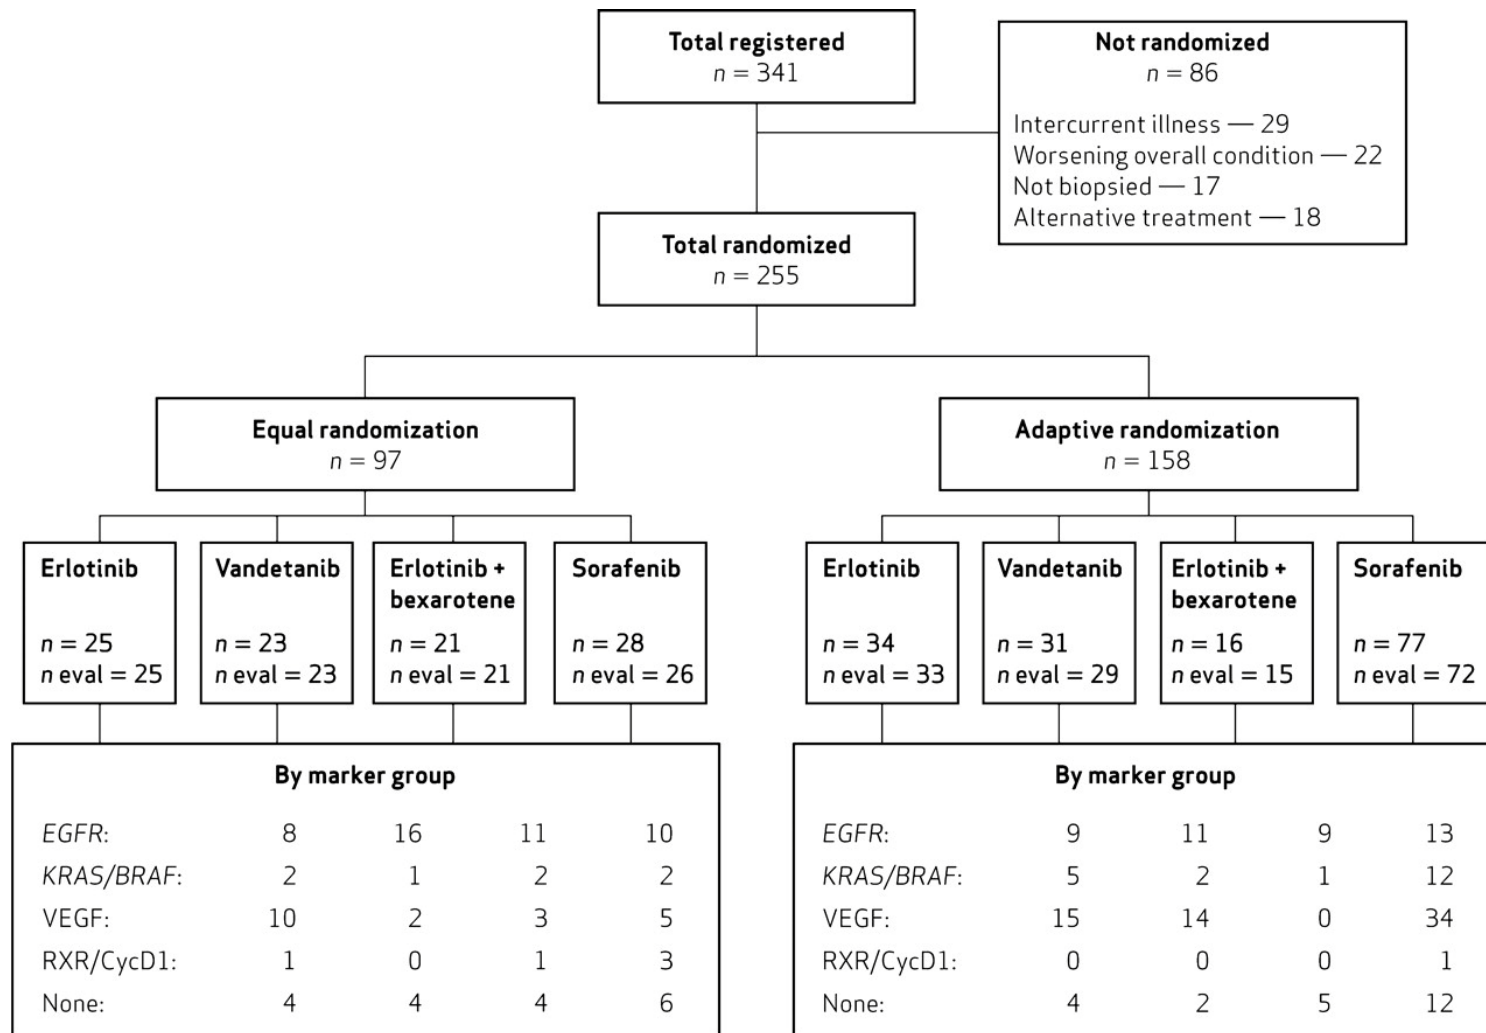 Total registered
n = 341
Not randomized
n = 86
Intercurrent illness — 29
Worsening overall condition — 22
Not biopsied — 17
Alternative treatment — 18
Total randomized
n = 255
Equal randomization
n = 97
Adaptive randomization
n = 158
Erlotinib
n = 25
n eval = 25
Vandetanib
n = 23
n eval = 23
Erlotinib +
bexarotene
n = 21
n eval = 21
Sorafenib
n = 28
n eval = 26
Erlotinib
n = 34
n eval = 33
Vandetanib
n = 31
n eval = 29
Erlotinib +
bexarotene
n = 16
n eval = 15
Sorafenib
n = 77
n eval = 72
By marker group
EGFR: 8 16 11 10
KRAS/BRAF: 2 1 2 2
VEGF: 10 2 3 5
RXR/CycD1: 1 0 1 3
None: 4 4 4 6
By marker group
EGFR: 9 11 9 13
KRAS/BRAF: 5 2 1 12
VEGF: 15 14 0 34
RXR/CycD1: 0 0 0 1
None: 4 2 5 12